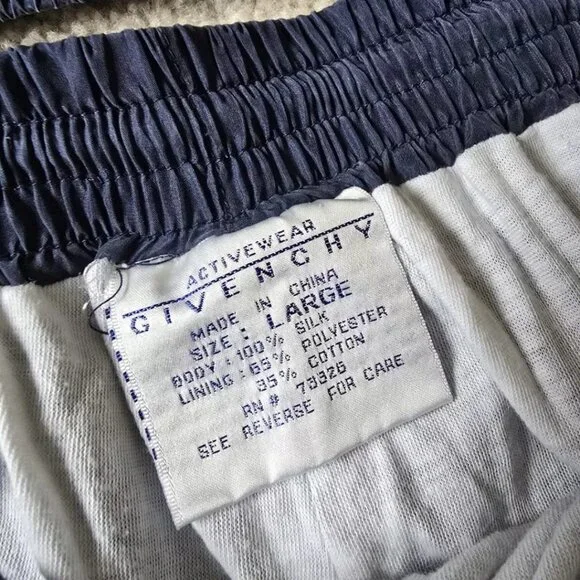 ACTIVEWEAR
GIVENCHY
MADE IN CHINA
SIZE : LARGE
BODY : 100% SILK
LINING : 65% POLYESTER
35% COTTON
RN# 73926
SEE REVERSE FOR CARE